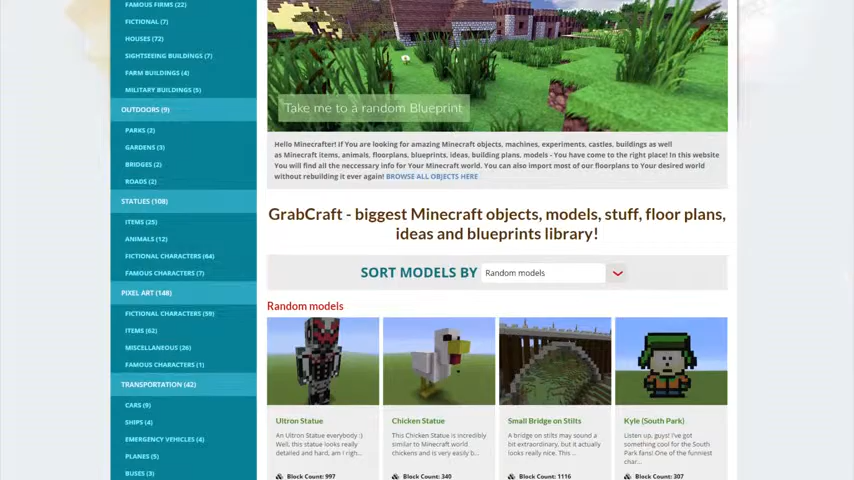 FAMOUS FIRMS (22)
FICTIONAL (7)
HOUSES (72)
SIGHTSEEING BUILDINGS (7)
FARM BUILDINGS (4)
MILITARY BUILDINGS (5)
OUTDOORS (9)
PARKS (2)
GARDENS (3)
BRIDGES (2)
ROADS (2)
STATUES (108)
ITEMS (25)
ANIMALS (12)
FICTIONAL CHARACTERS (64)
FAMOUS CHARACTERS (7)
PIXEL ART (148)
FICTIONAL CHARACTERS (59)
ITEMS (62)
MISCELLANEOUS (26)
FAMOUS CHARACTERS (1)
TRANSPORTATION (42)
CARS (9)
SHIPS (4)
EMERGENCY VEHICLES (4)
PLANES (5)
BUSES (3)
Take me to a random Blueprint
Hello Minecrafter! if You are looking for amazing Minecraft objects, machines, experiments, castles, buildings as well
as Minecraft items, animals, floorplans, blueprints, ideas, building plans, models - You have come to the right place! In this website
You will find all the neccessary info for Your Minecraft world. You can also import most of our floorplans to Your desired world
without rebuilding it ever again! BROWSE ALL OBJECTS HERE
GrabCraft - biggest Minecraft objects, models, stuff, floor plans,
ideas and blueprints library!
SORT MODELS BY Random models
Random models
Ultron Statue
An Ultron Statue everybody :)
Well, this statue looks really
detailed and hard, am I righ...
Block Count: 997
Chicken Statue
This Chicken Statue is incredibly
similar to Minecraft world
chickens and is very easily b...
Block Count: 340
Small Bridge on Stilts
A bridge on stilts may sound a
bit extraordinary, but it actually
looks really nice. This ...
Block Count: 1116
Kyle (South Park)
Listen up, guys! I've got
something cool for the South
Park fans! One of the funniest
char...
Block Count: 307